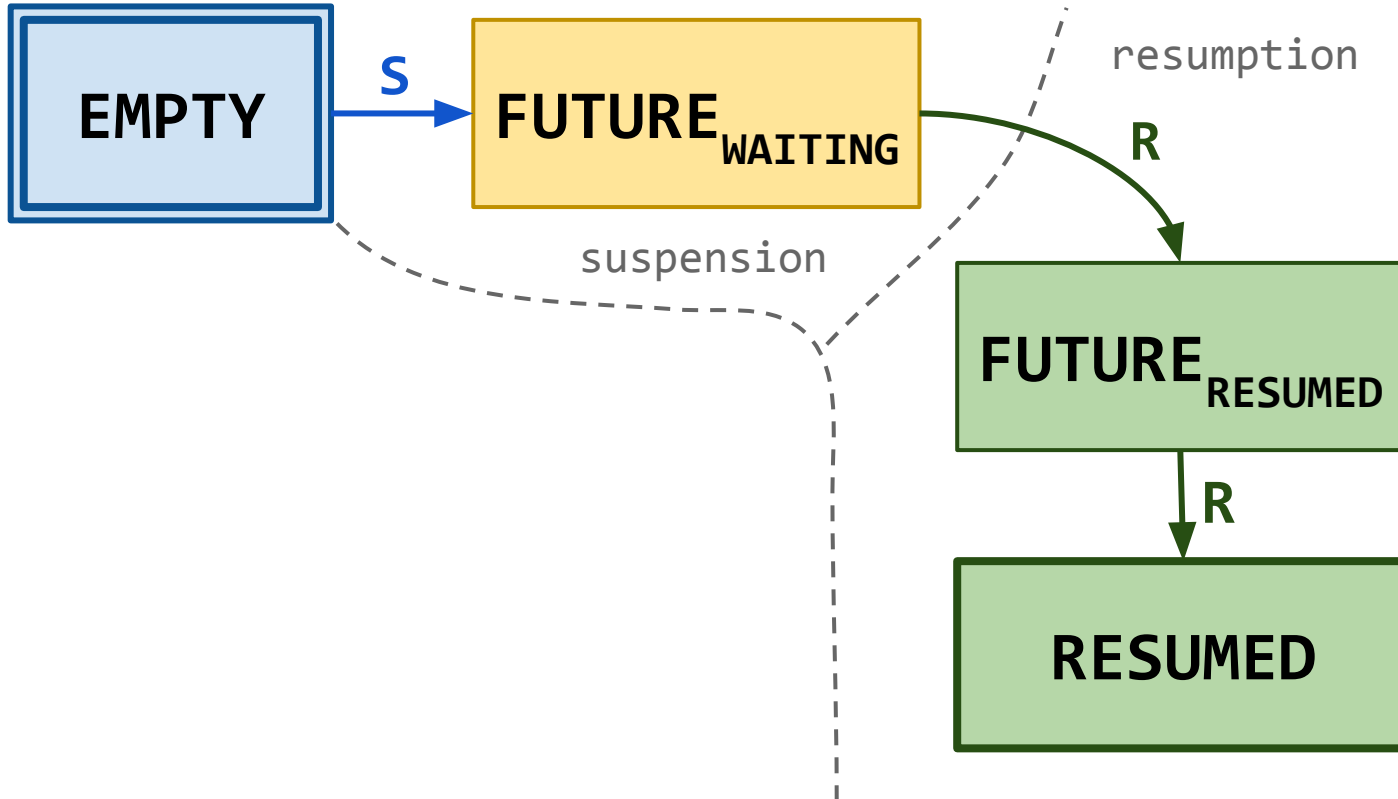 EMPTY
S
FUTURE WAITING
resumption
R
suspension
FUTURE RESUMED
R
RESUMED